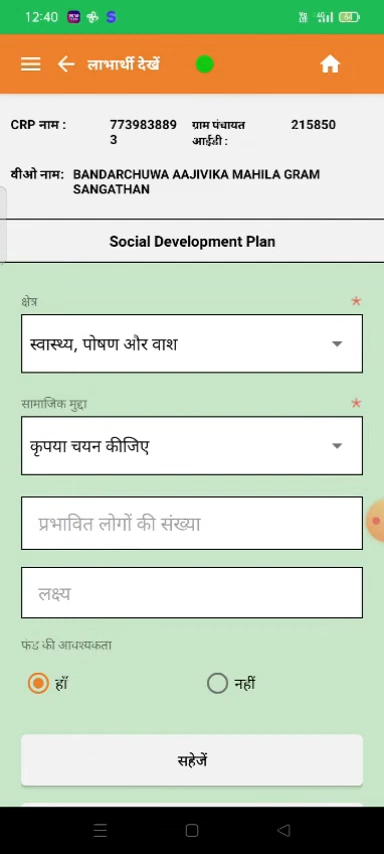 12:40
लाभार्थी देखें
CRP नाम : 773983889 ग्राम पंचायत 215850
3 आईडी :
वीओ नाम: BANDARCHUWA AAJIVIKA MAHILA GRAM
SANGATHAN
Social Development Plan
क्षेत्र *
स्वास्थ्य, पोषण और वाश
सामाजिक मुद्दा *
कृपया चयन कीजिए
प्रभावित लोगों की संख्या
लक्ष्य
फंड की आवश्यकता
हाँ नहीं
सहेजें